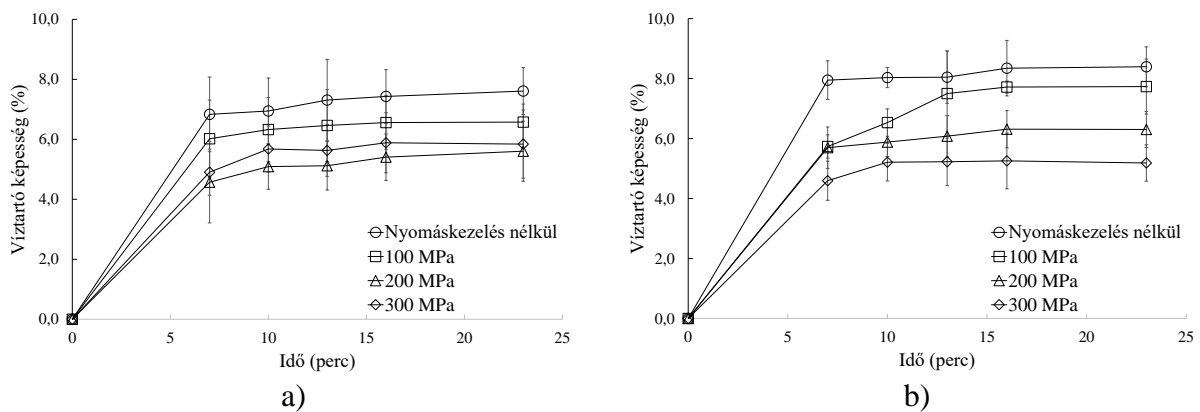 10,0
8,0
6,0
4,0
2,0
0,0
Víztartó képesség (%)
Nyomáskezelés nélkül
100 MPa
200 MPa
300 MPa
0 5 10 15 20 25
Idő (perc)
a)
10,0
8,0
6,0
4,0
2,0
0,0
Víztartó képesség (%)
Nyomáskezelés nélkül
100 MPa
200 MPa
300 MPa
0 5 10 15 20 25
Idő (perc)
b)